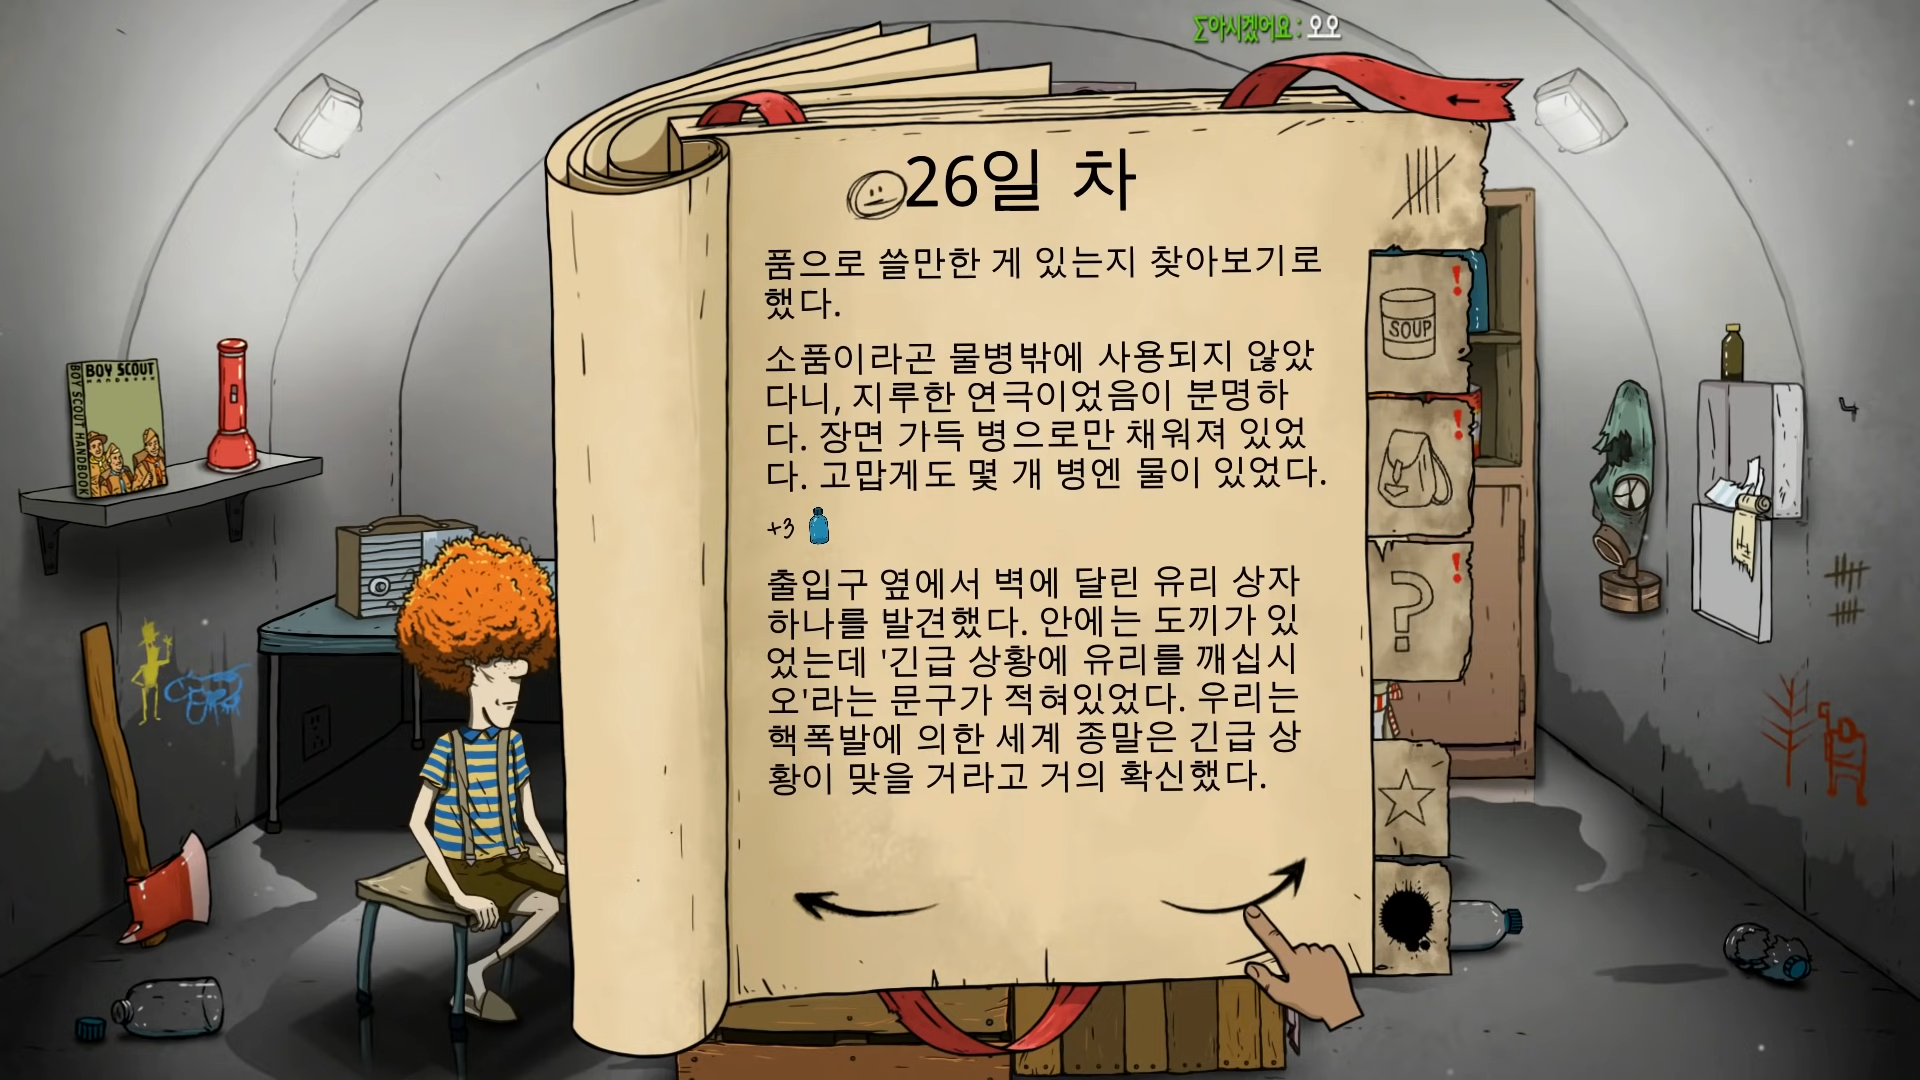 ∑아시겠어요 : 오오
26일 차
품으로 쓸만한 게 있는지 찾아보기로
했다.
소품이라곤 물병밖에 사용되지 않았
다니, 지루한 연극이었음이 분명하
다. 장면 가득 병으로만 채워져 있었
다. 고맙게도 몇 개 병엔 물이 있었다.
+3
출입구 옆에서 벽에 달린 유리 상자
하나를 발견했다. 안에는 도끼가 있
었는데 '긴급 상황에 유리를 깨십시
오'라는 문구가 적혀있었다. 우리는
핵폭발에 의한 세계 종말은 긴급 상
황이 맞을 거라고 거의 확신했다.
!
SOUP
!
!
?
BOY SCOUT
HANDBOOK
BOY SCOUT HANDBOOK